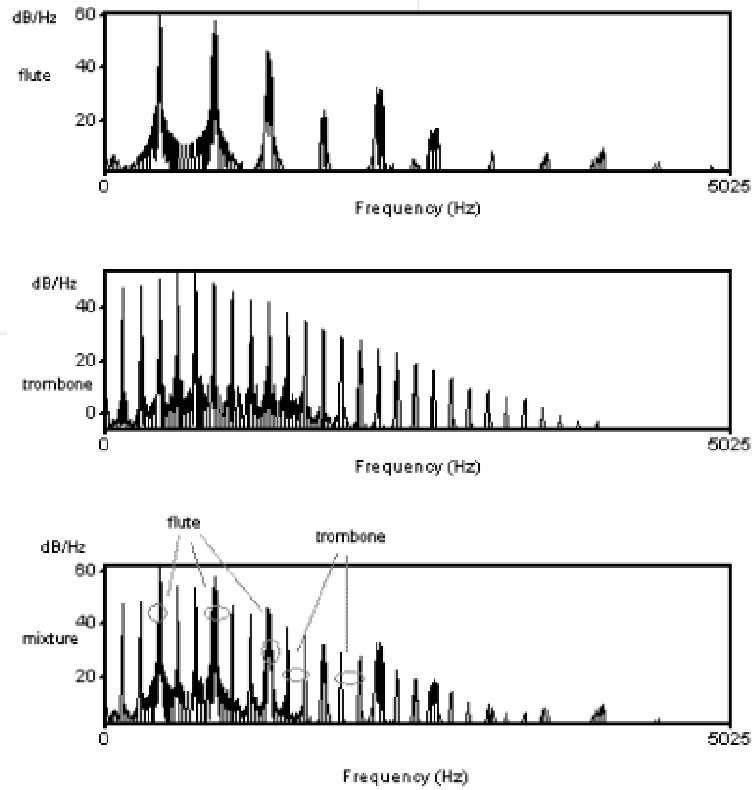 dB/Hz 60
flute 40
20
0 5025
Frequency (Hz)
dB/Hz
40
20
trombone
0
0 5025
Frequency (Hz)
flute
trombone
dB/Hz
60
40
mixture
20
0 5025
Frequency (Hz)